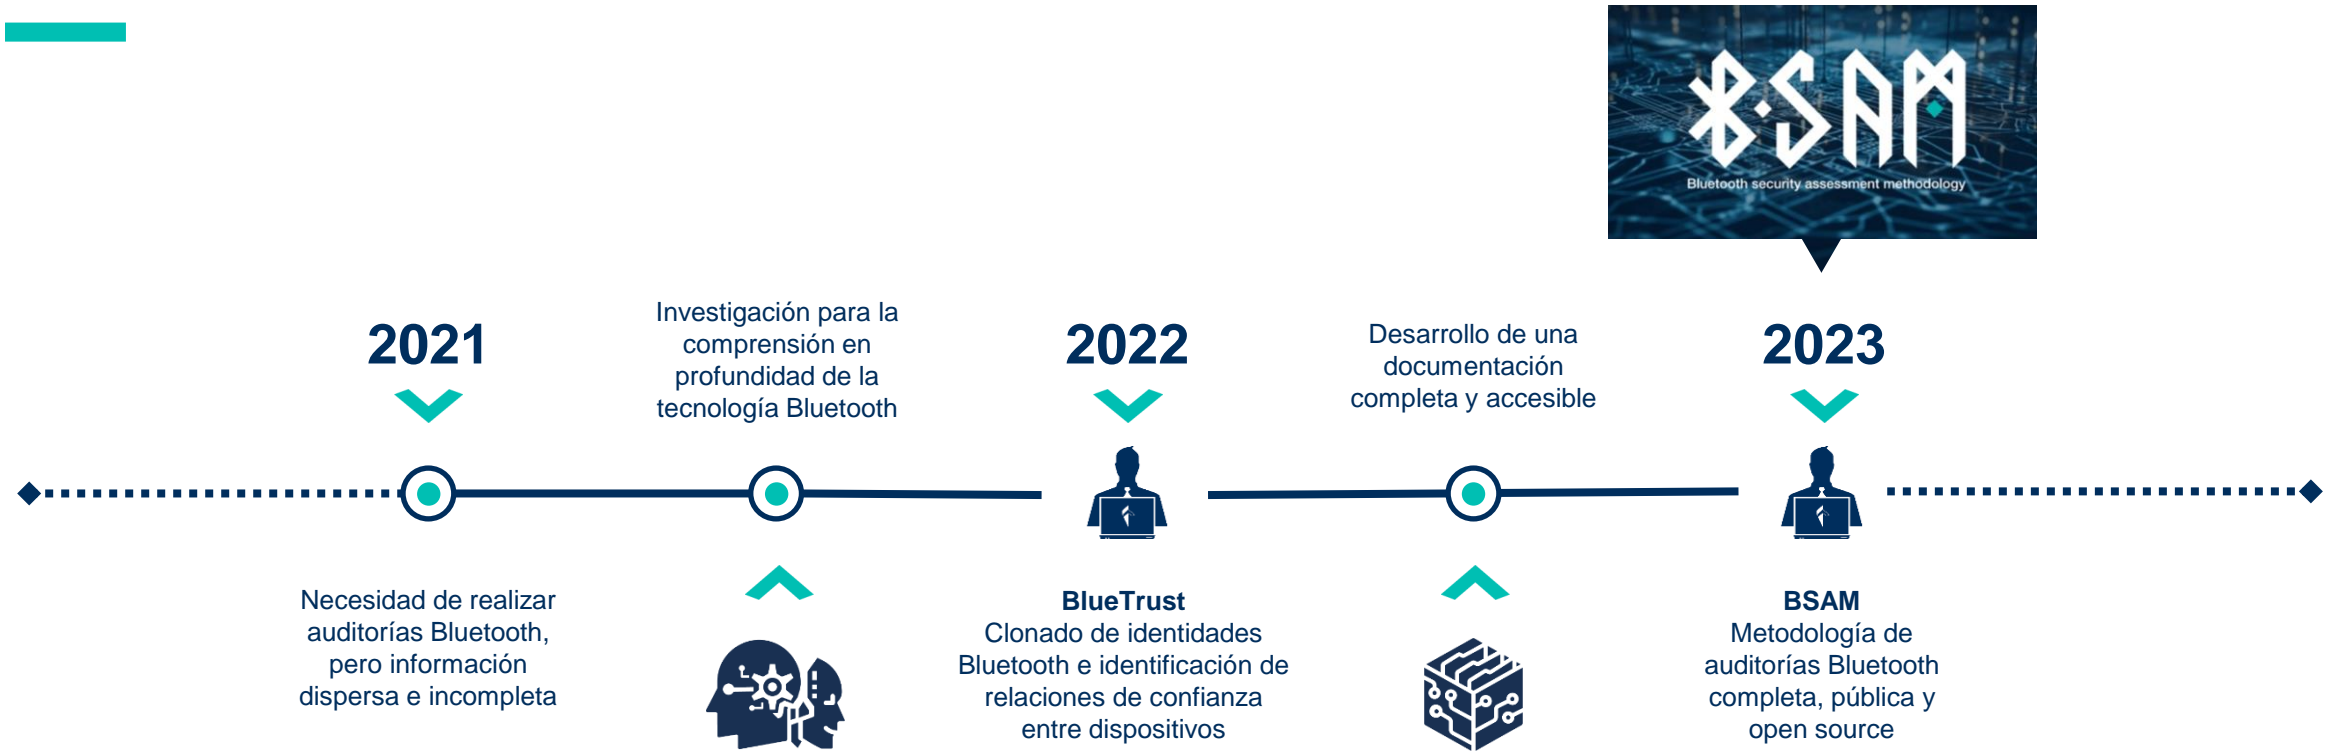 BSAM
Bluetooth security assessment methodology
2021
Necesidad de realizar
auditorías Bluetooth,
pero información
dispersa e incompleta
Investigación para la
comprensión en
profundidad de la
tecnología Bluetooth
2022
BlueTrust
Clonado de identidades
Bluetooth e identificación de
relaciones de confianza
entre dispositivos
Desarrollo de una
documentación
completa y accesible
2023
BSAM
Metodología de
auditorías Bluetooth
completa, pública y
open source